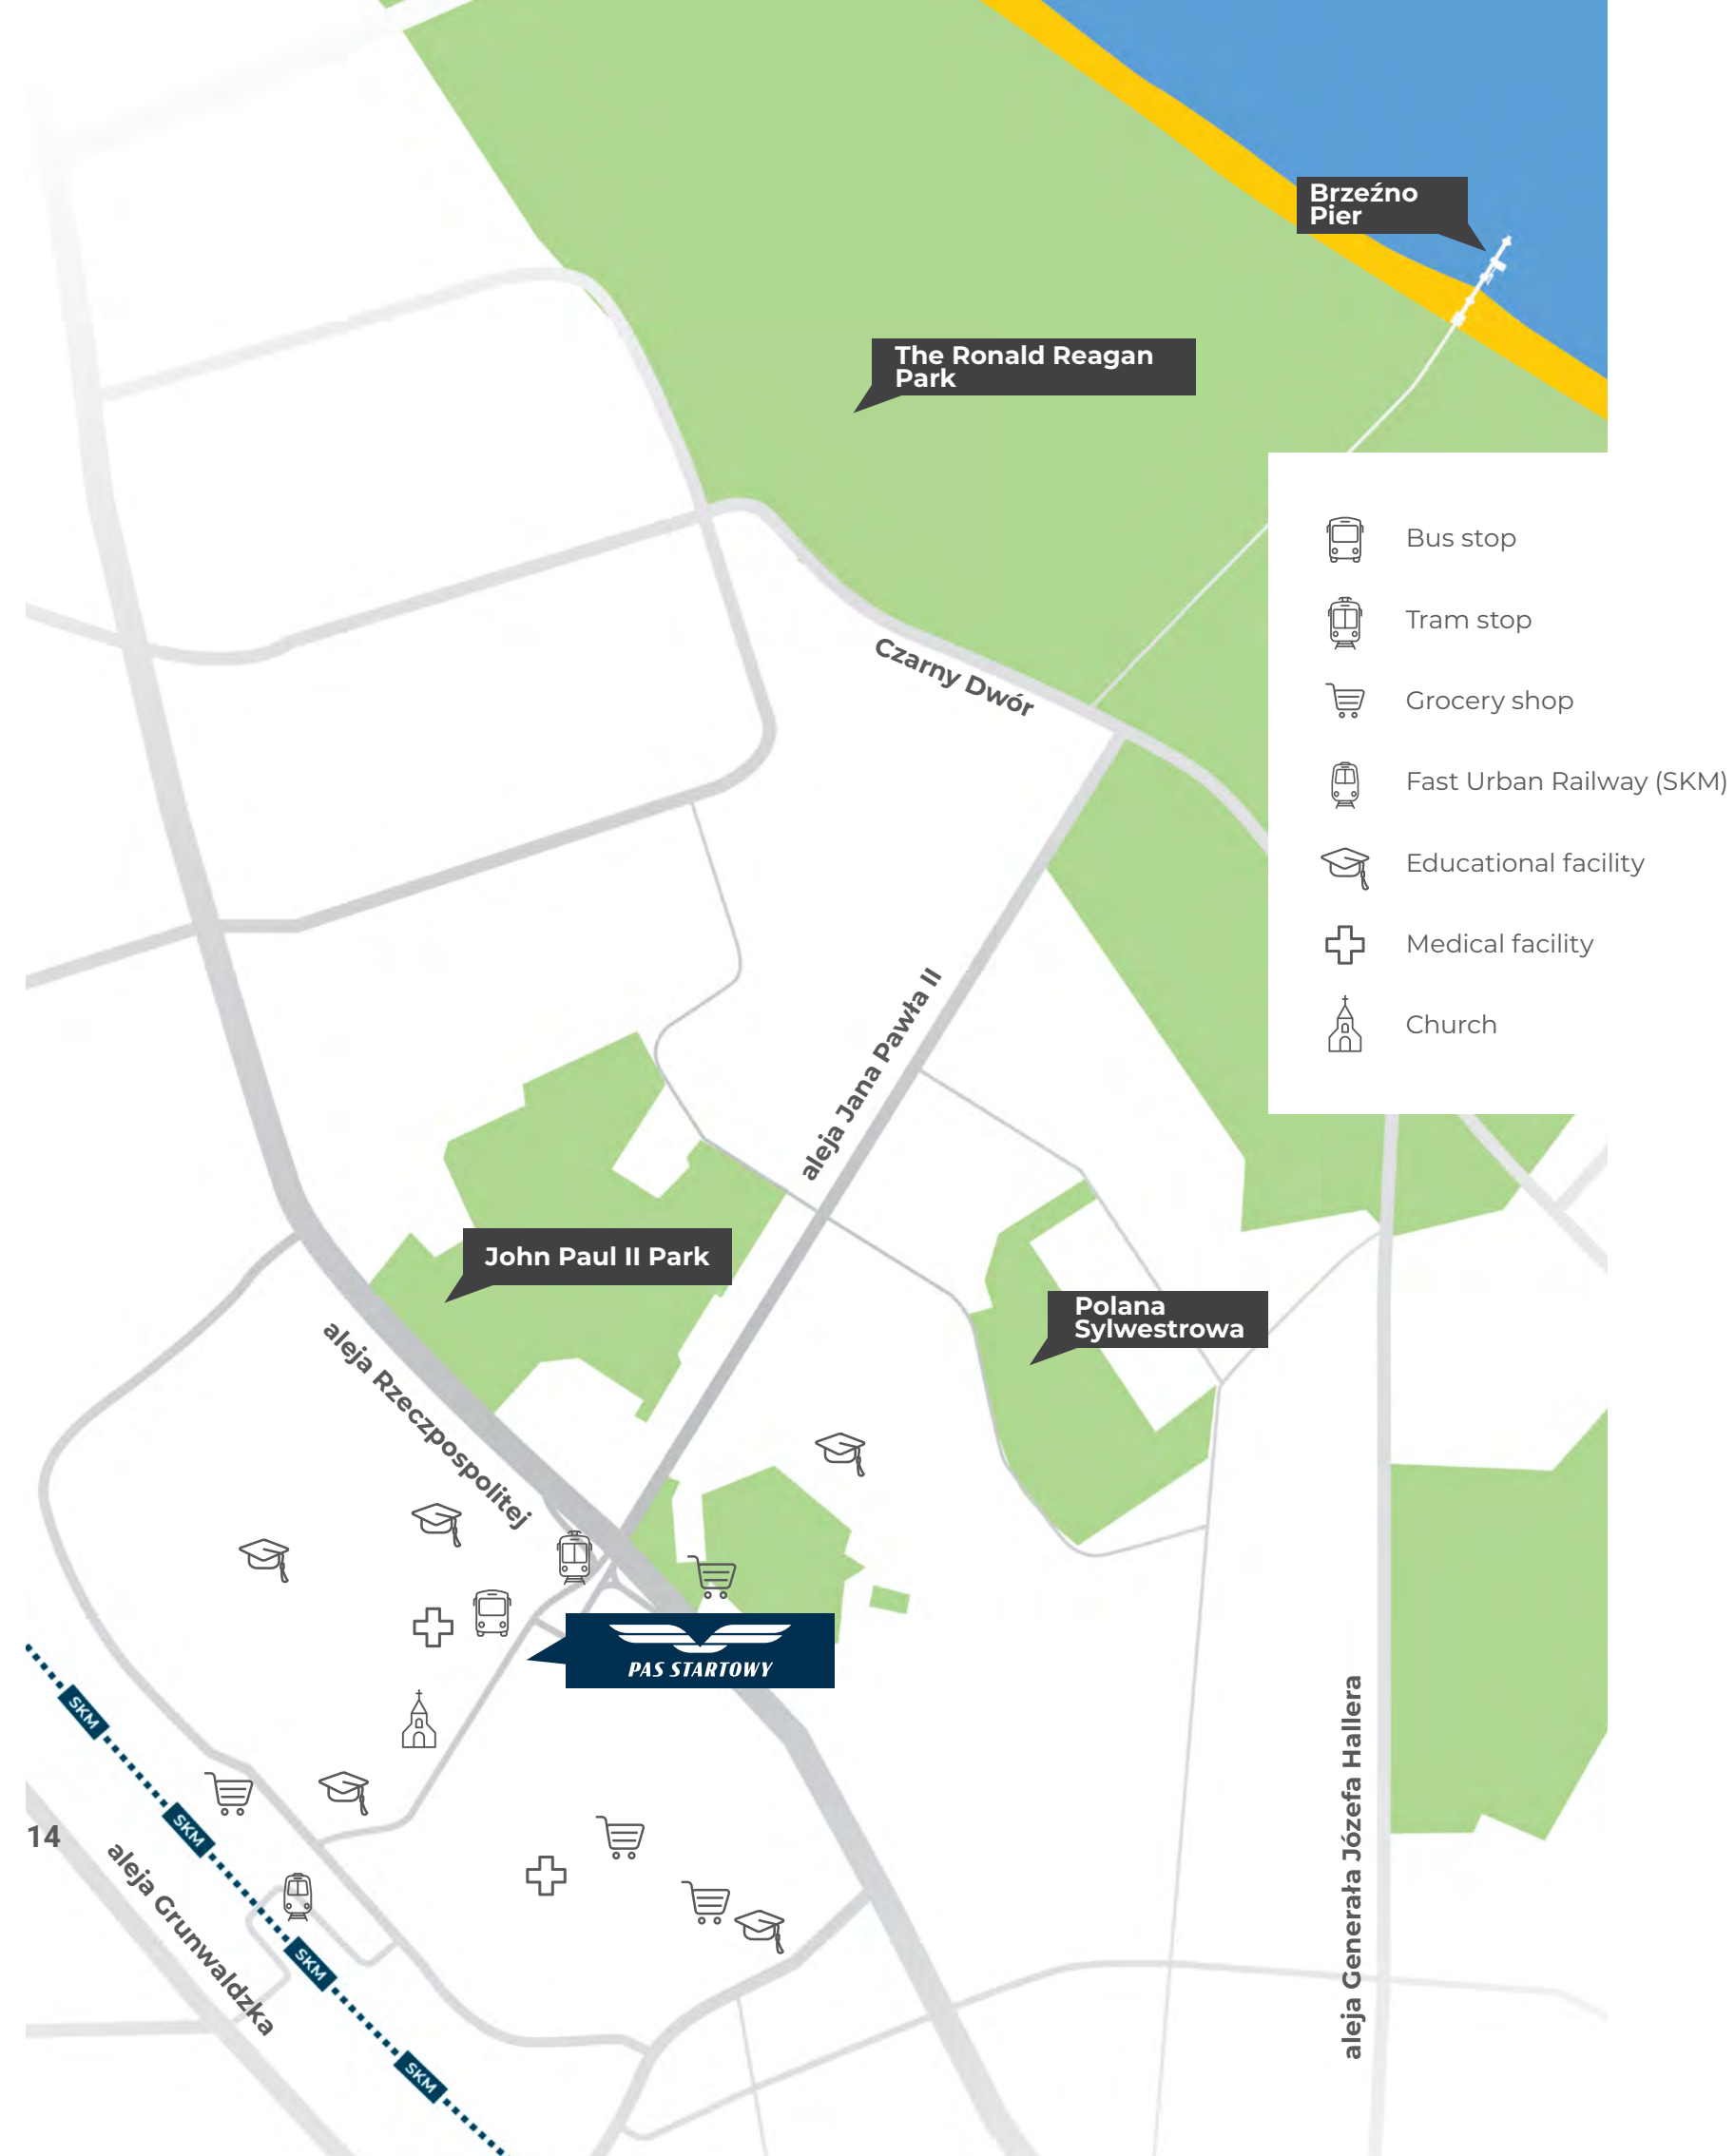 Brzeźno
Pier
The Ronald Reagan
Park
Bus stop
Tram stop
Grocery shop
Fast Urban Railway (SKM)
Educational facility
Medical facility
Church
Czarny Dwór
aleja Jana Pawła II
John Paul II Park
Polana
Sylwestrowa
aleja Rzeczpospolitej
PAS STARTOWY
SKM
SKM
SKM
SKM
14
aleja Grunwaldzka
aleja Generała Józefa Hallera